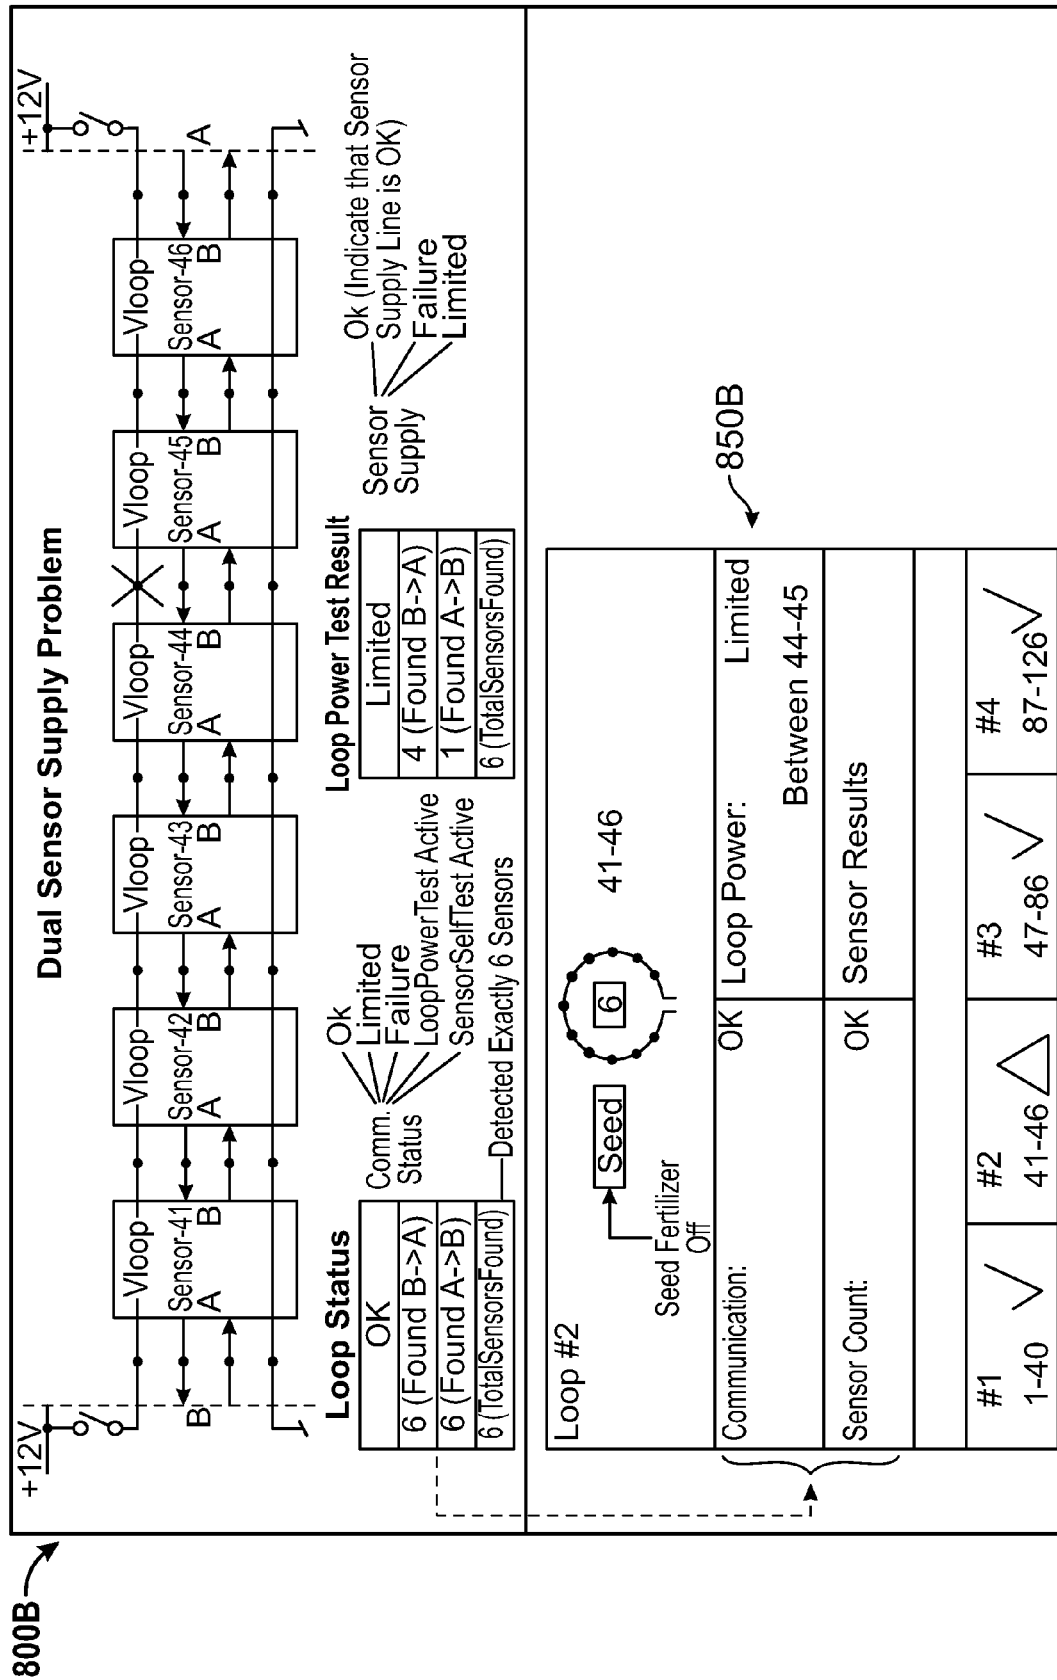 800B
Dual Sensor Supply Problem
+12V
+12V
Vloop
Vloop
Vloop
Vloop
Vloop
Vloop
Sensor-41
Sensor-42
Sensor-43
Sensor-44
Sensor-45
Sensor-46
B
A
B
A
B
A
B
A
B
A
B
A
B
A
Loop Status
OK
6 (Found B->A)
6 (Found A->B)
6 (TotalSensorsFound)
Detected Exactly 6 Sensors
Comm.
Status
Ok
Limited
Failure
LoopPowerTest Active
SensorSelfTest Active
Loop Power Test Result
Limited
4 (Found B->A)
1 (Found A->B)
6 (TotalSensorsFound)
Sensor
Supply
Ok (Indicate that Sensor
Supply Line is OK)
Failure
Limited
850B
Loop #2
Seed Fertilizer
Off
Seed
6
41-46
Communication: OK
Loop Power: Limited
Between 44-45
Sensor Count: OK
Sensor Results
#1
1-40
#2
41-46
#3
47-86
#4
87-126